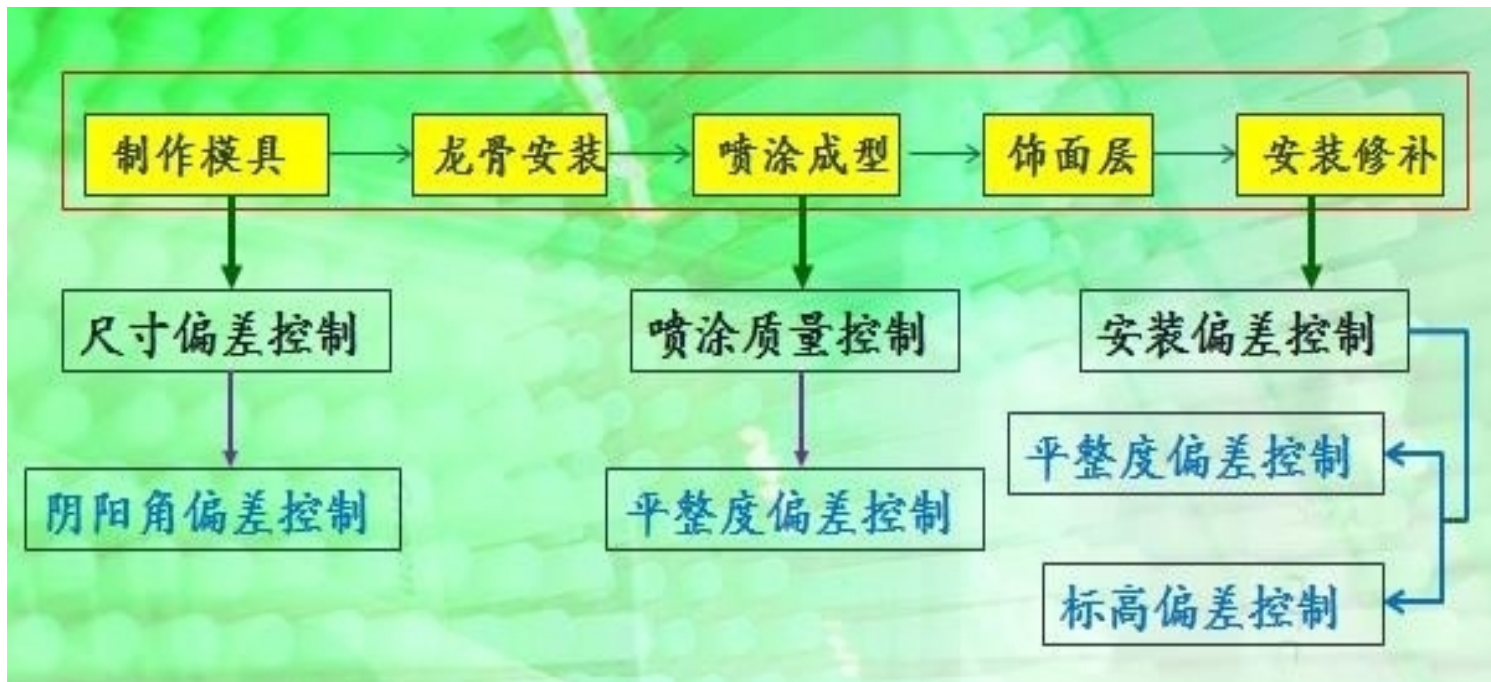 制作模具
龙骨安装
喷涂成型
饰面层
安装修补
尺寸偏差控制
喷涂质量控制
安装偏差控制
平整度偏差控制
阴阳角偏差控制
平整度偏差控制
标高偏差控制